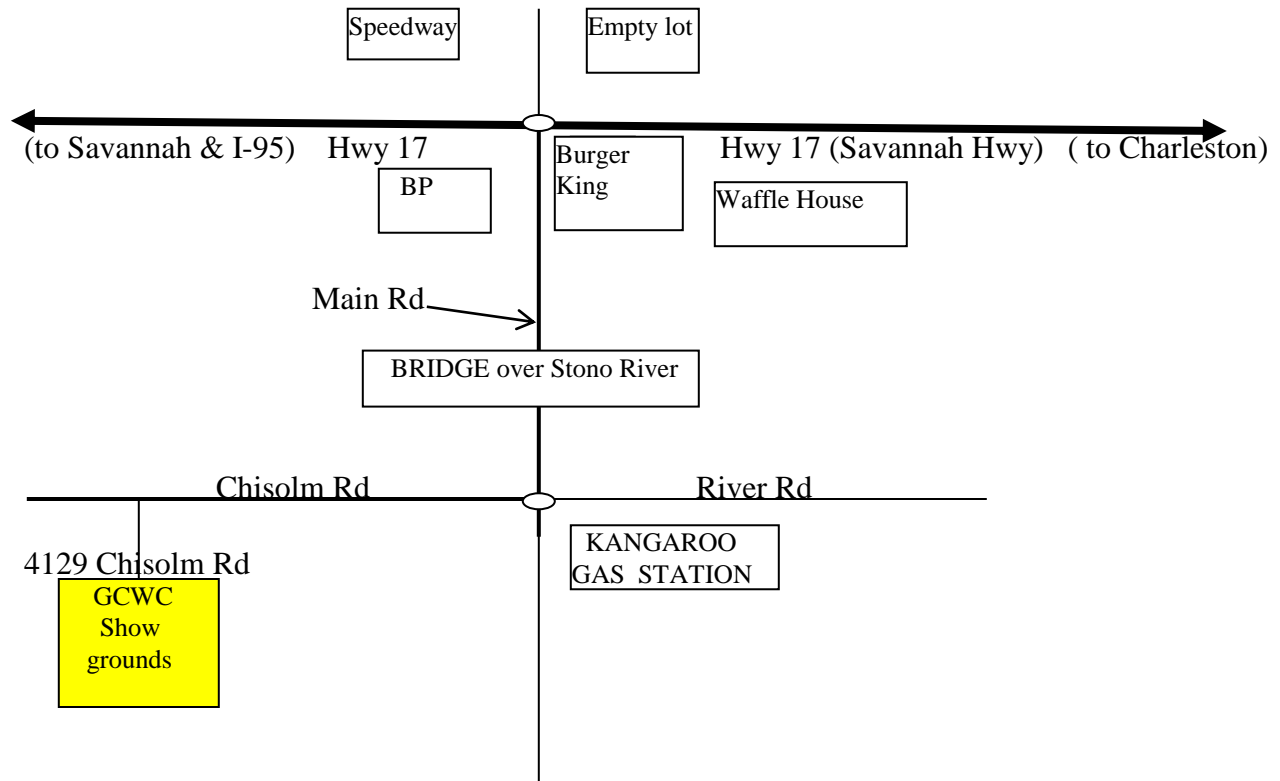 Speedway
Empty lot
(to Savannah & I-95)    Hwy 17
Hwy 17 (Savannah Hwy)   ( to Charleston)
BP
Burger
King
Waffle House
Main Rd
BRIDGE over Stono River
Chisolm Rd
River Rd
KANGAROO
GAS  STATION
4129 Chisolm Rd
GCWC
Show
grounds